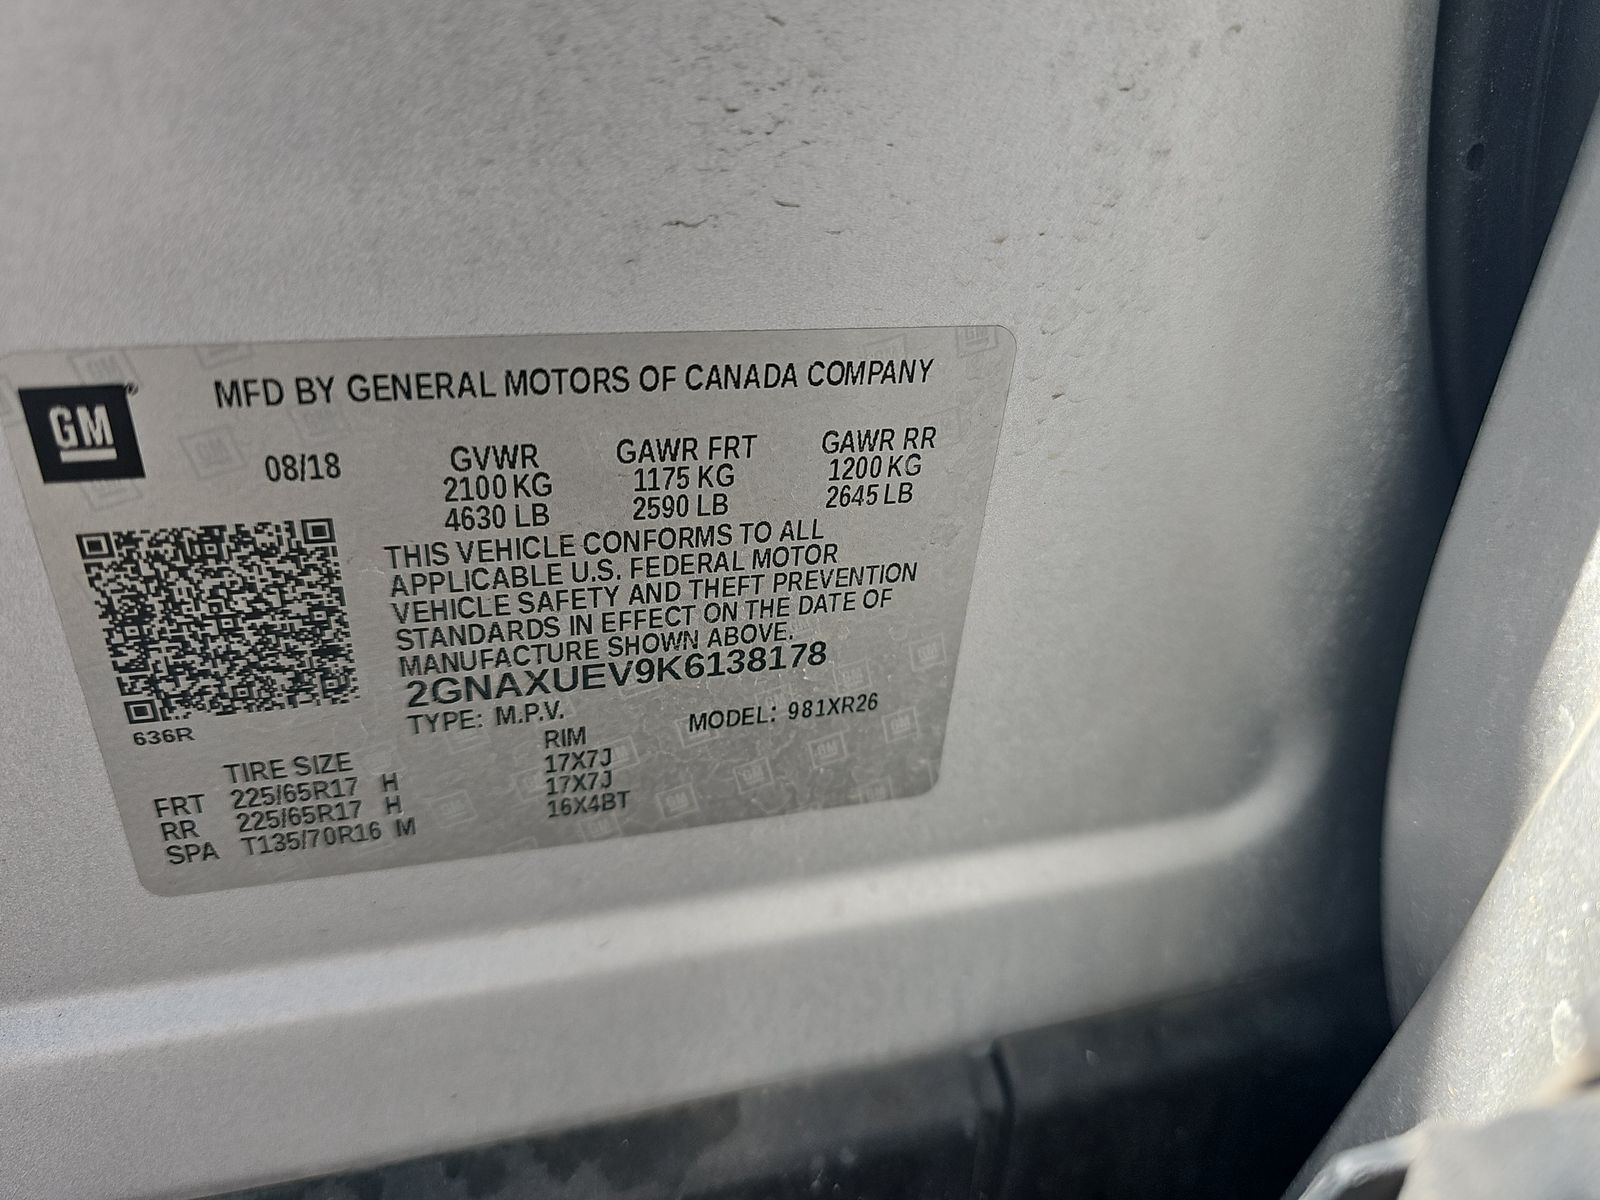 MFD BY GENERAL MOTORS OF CANADA COMPANY
GM
08/18 GVWR GAWR FRT GAWR RR
2100 KG 1175 KG 1200 KG
4630 LB 2590 LB 2645 LB
THIS VEHICLE CONFORMS TO ALL
APPLICABLE U.S. FEDERAL MOTOR
VEHICLE SAFETY AND THEFT PREVENTION
STANDARDS IN EFFECT ON THE DATE OF
MANUFACTURE SHOWN ABOVE.
2GNAXUEV9K6138178
TYPE: M.P.V. MODEL: 981XR26
636R
TIRE SIZE RIM
FRT 225/65R17 H 17X7J
RR 225/65R17 H 17X7J
SPA T135/70R16 M 16X4BT